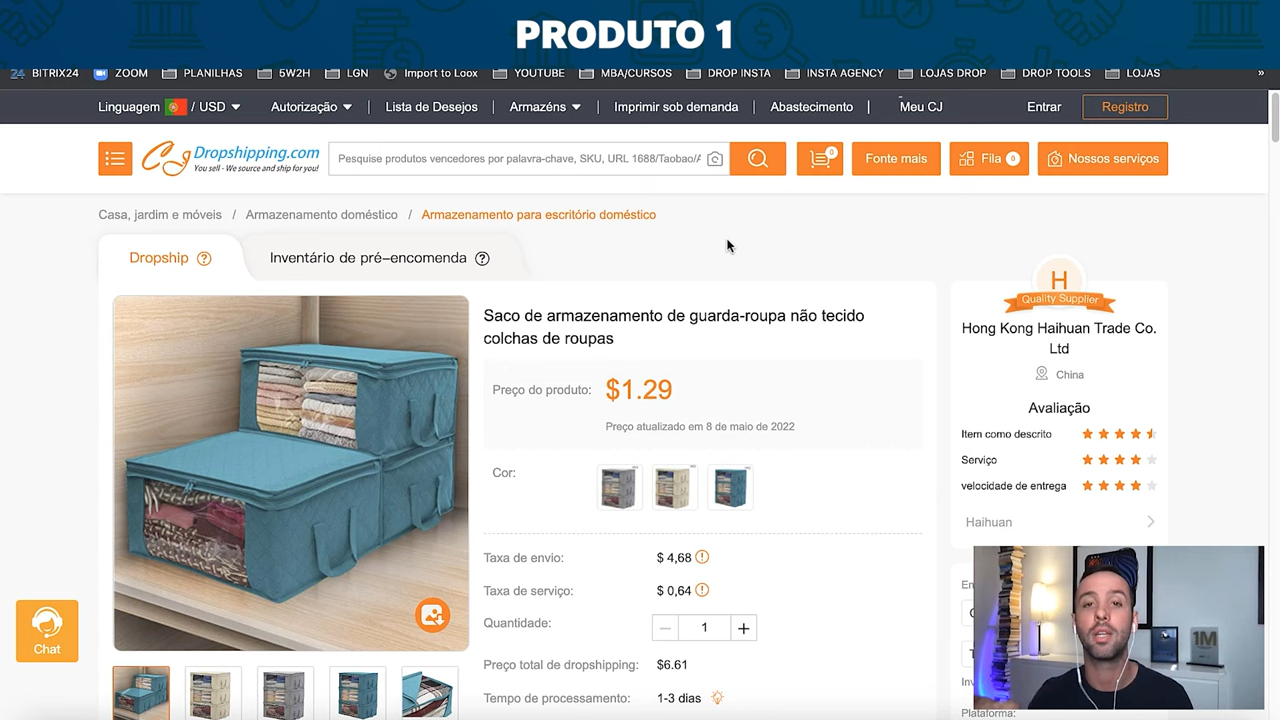 PRODUTO 1
24 BITRIX24 ZOOM PLANILHAS 5W2H LGN Import to Loox YOUTUBE MBA/CURSOS DROP INSTA INSTA AGENCY LOJAS DROP DROP TOOLS LOJAS »
Linguagem / USD Autorização Lista de Desejos Armazéns Imprimir sob demanda Abastecimento Meu CJ Entrar Registro
CJ Dropshipping.com
You sell - We source and ship for you!
Pesquise produtos vencedores por palavra-chave, SKU, URL 1688/Taobao/A
0 Fonte mais Fila 0 Nossos serviços
Casa, jardim e móveis / Armazenamento doméstico / Armazenamento para escritório doméstico
Dropship ? Inventário de pré-encomenda ?
Saco de armazenamento de guarda-roupa não tecido
colchas de roupas
Preço do produto: $1.29
Preço atualizado em 8 de maio de 2022
Cor:
Taxa de envio: $ 4,68 !
Taxa de serviço: $ 0,64 !
Quantidade: − 1 +
Preço total de dropshipping: $6.61
Tempo de processamento: 1-3 dias
H
Quality Supplier
Hong Kong Haihuan Trade Co.
Ltd
China
Avaliação
Item como descrito
Serviço
velocidade de entrega
Haihuan
En
T
Inv
Plataforma:
1M
Chat